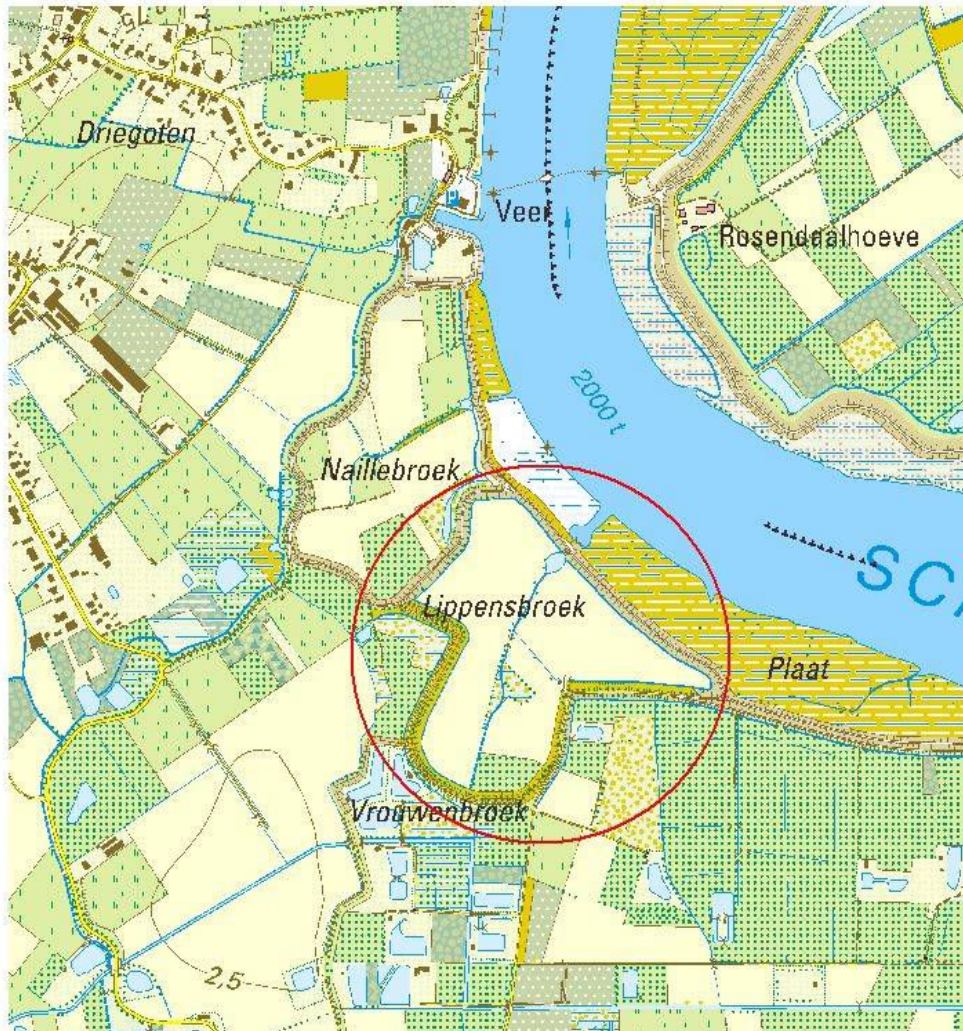 Driegoten
Veer
Rosendaalhoeve
2000 t
Naillebroek
Lippensbroek
SC
Plaat
Vrouwenbroek
2,5